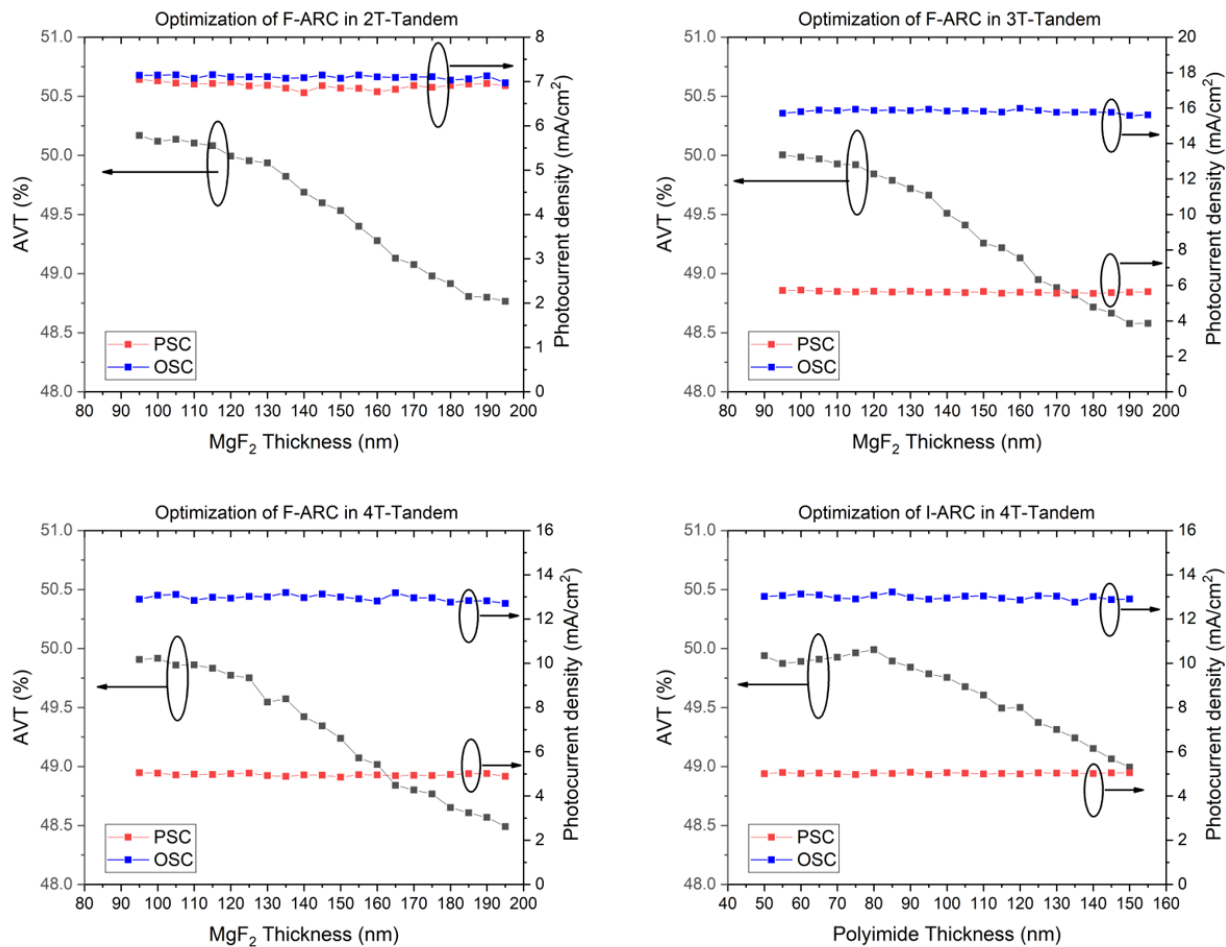 Optimization of F-ARC in 2T-Tandem
51.0
50.5
50.0
49.5
49.0
48.5
48.0
AVT (%)
8
7
6
5
4
3
2
1
0
Photocurrent density (mA/cm²)
PSC
OSC
80 90 100 110 120 130 140 150 160 170 180 190 200
MgF₂ Thickness (nm)
Optimization of F-ARC in 3T-Tandem
51.0
50.5
50.0
49.5
49.0
48.5
48.0
AVT (%)
20
18
16
14
12
10
8
6
4
2
0
Photocurrent density (mA/cm²)
PSC
OSC
80 90 100 110 120 130 140 150 160 170 180 190 200
MgF₂ Thickness (nm)
Optimization of F-ARC in 4T-Tandem
51.0
50.5
50.0
49.5
49.0
48.5
48.0
AVT (%)
16
14
12
10
8
6
4
2
0
Photocurrent density (mA/cm²)
PSC
OSC
80 90 100 110 120 130 140 150 160 170 180 190 200
MgF₂ Thickness (nm)
Optimization of I-ARC in 4T-Tandem
51.0
50.5
50.0
49.5
49.0
48.5
48.0
AVT (%)
16
14
12
10
8
6
4
2
0
Photocurrent density (mA/cm²)
PSC
OSC
40 50 60 70 80 90 100 110 120 130 140 150 160
Polyimide Thickness (nm)